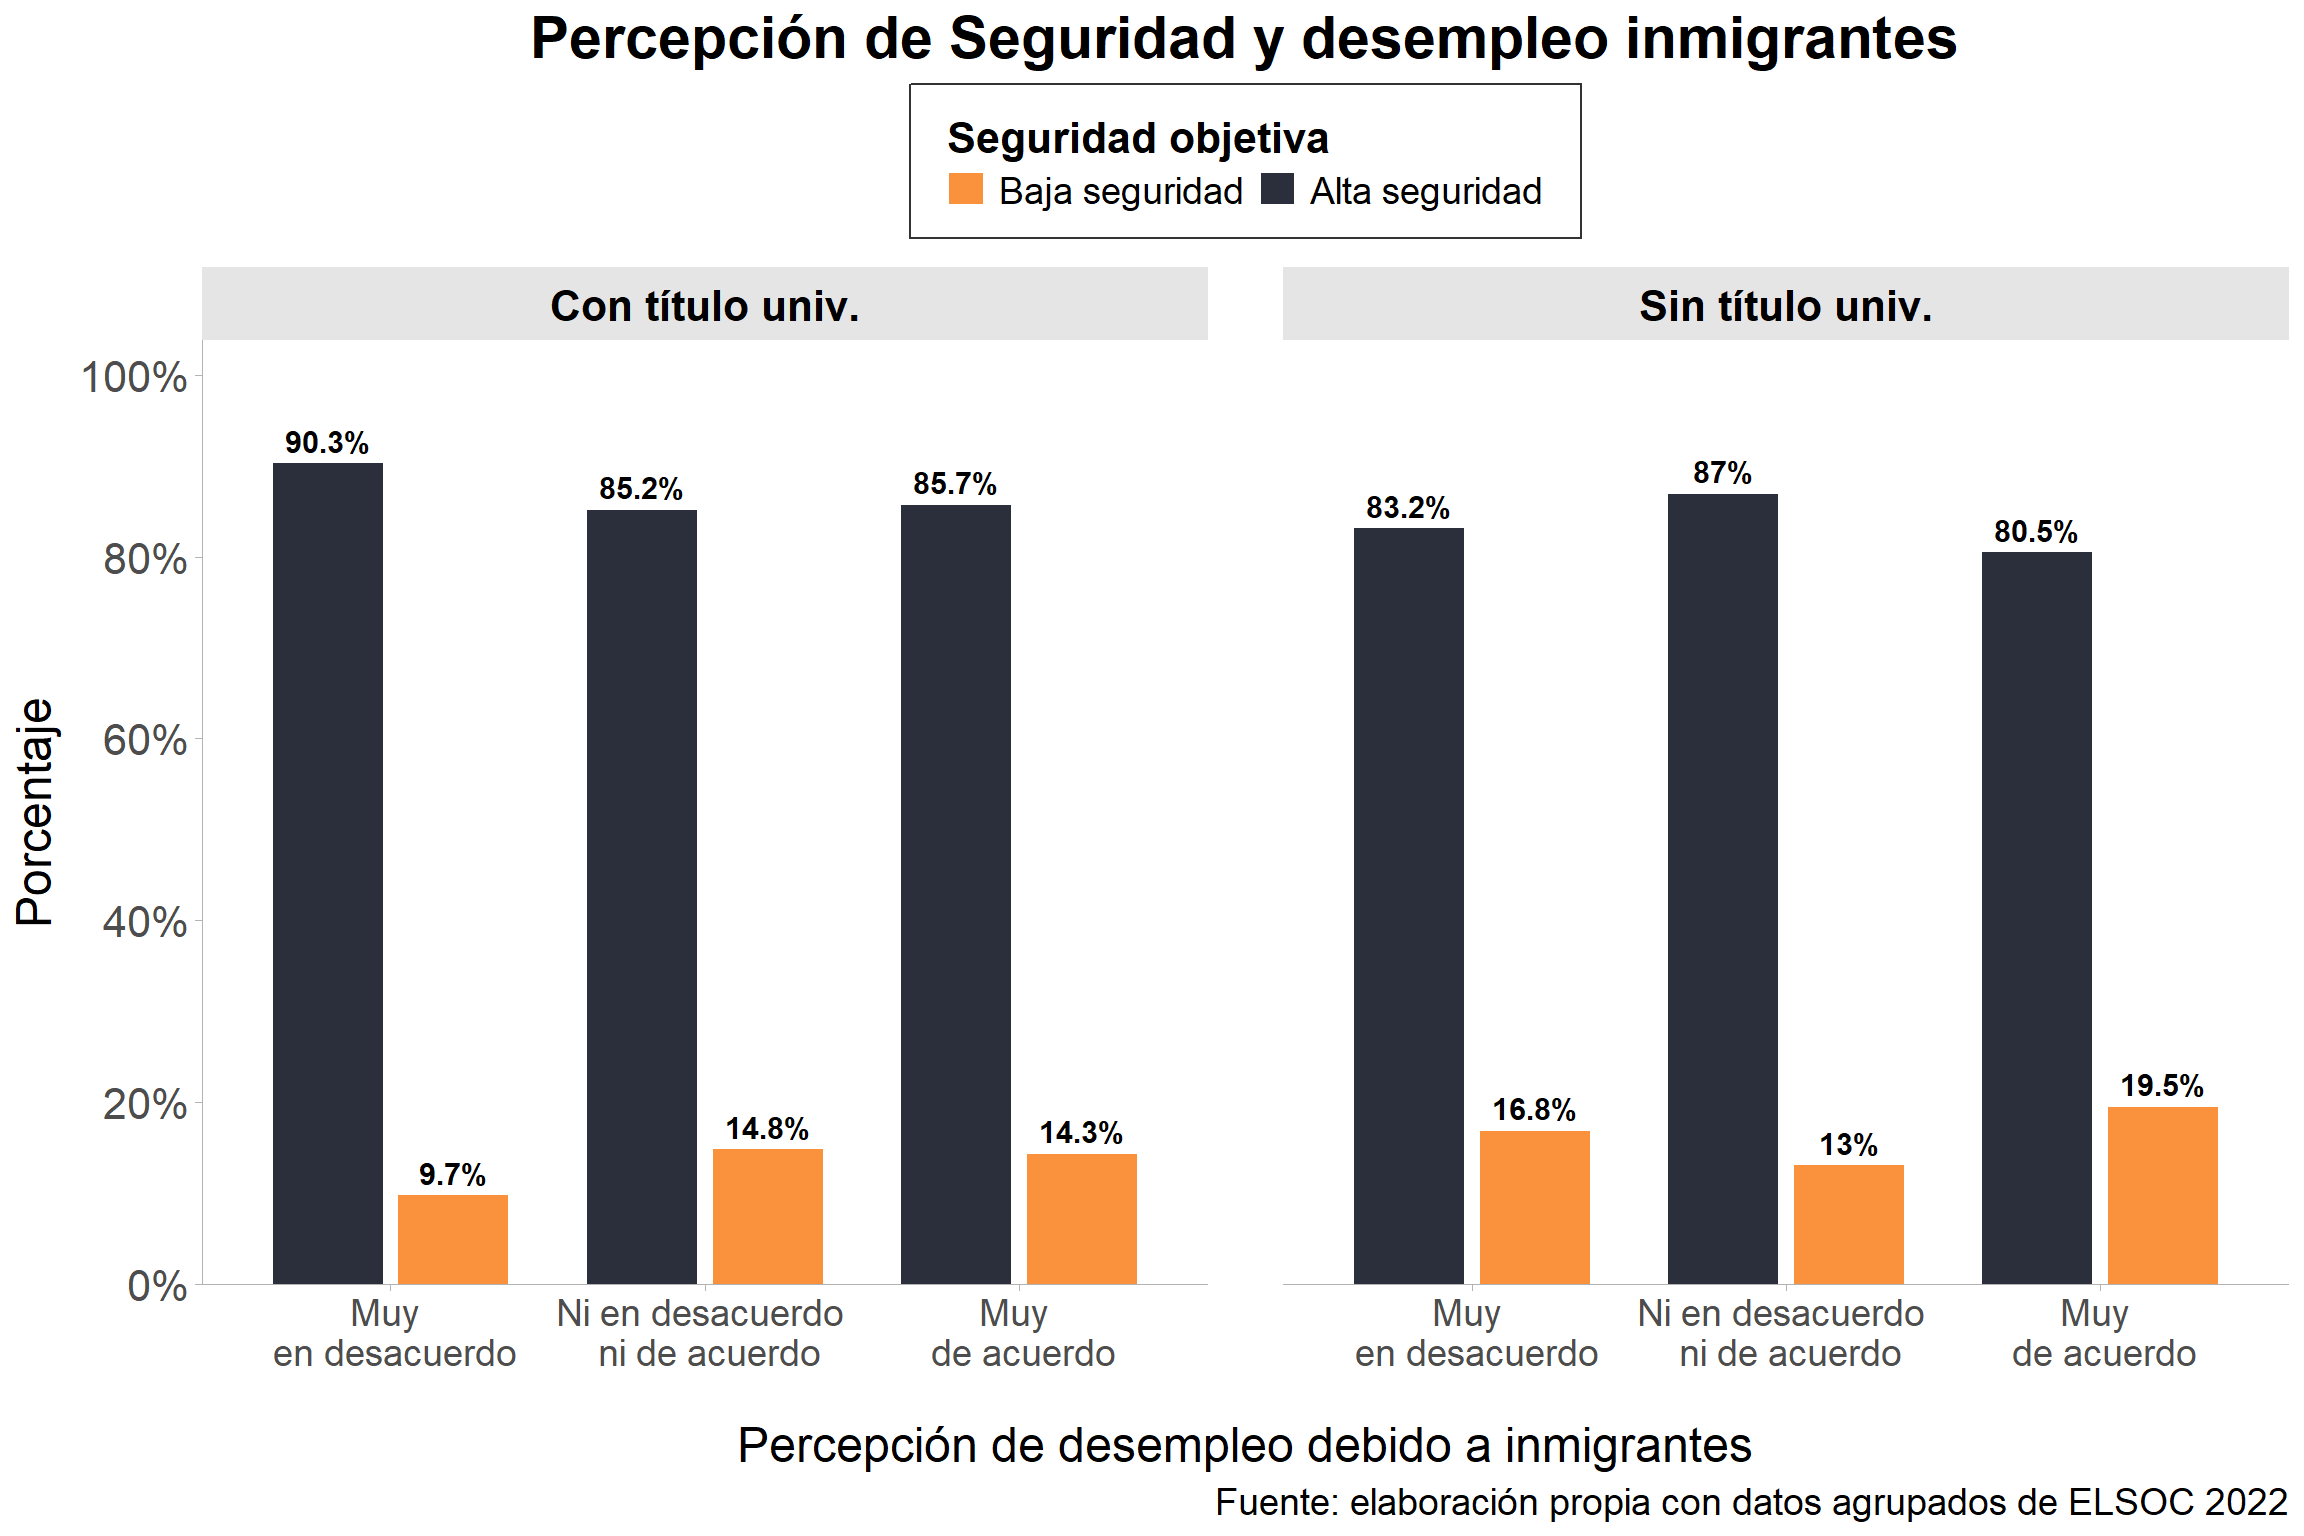 Percepción de Seguridad y desempleo inmigrantes
Seguridad objetiva
Baja seguridad
Alta seguridad
Con título univ.
Sin título univ.
Porcentaje
100%
80%
60%
40%
20%
0%
90.3%
9.7%
85.2%
14.8%
85.7%
14.3%
83.2%
16.8%
87%
13%
80.5%
19.5%
Muy
en desacuerdo
Ni en desacuerdo
ni de acuerdo
Muy
de acuerdo
Muy
en desacuerdo
Ni en desacuerdo
ni de acuerdo
Muy
de acuerdo
Percepción de desempleo debido a inmigrantes
Fuente: elaboración propia con datos agrupados de ELSOC 2022